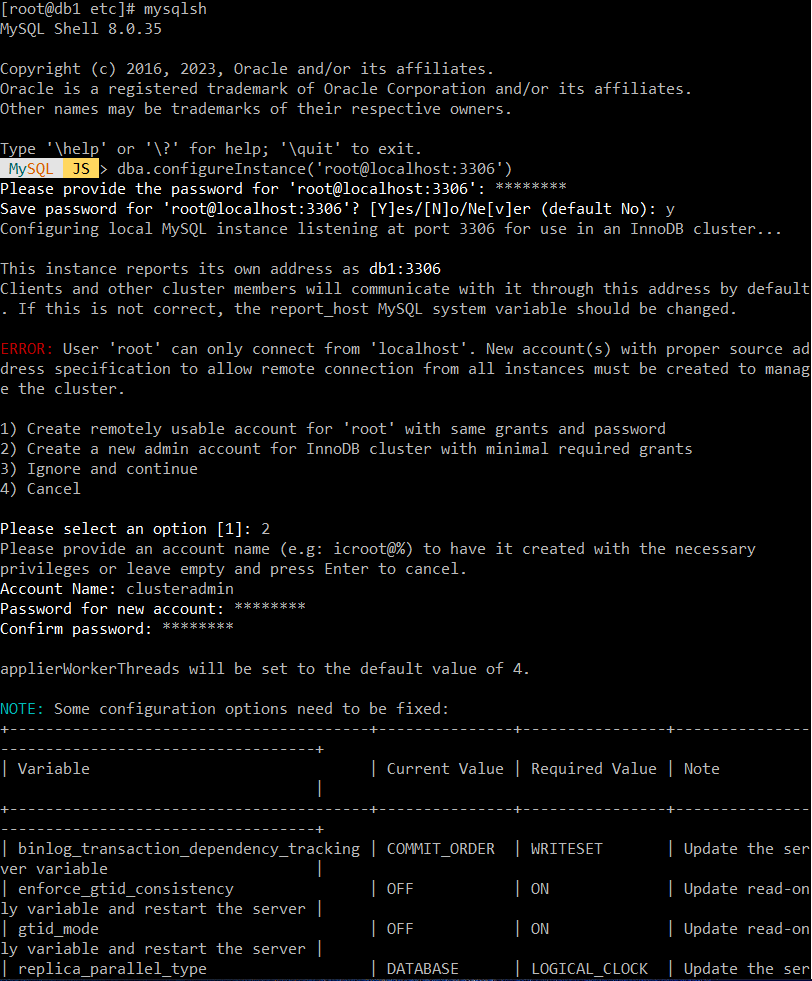 [root@db1 etc]# mysqlsh
MySQL Shell 8.0.35
Copyright (c) 2016, 2023, Oracle and/or its affiliates.
Oracle is a registered trademark of Oracle Corporation and/or its affiliates.
Other names may be trademarks of their respective owners.
Type '\help' or '\?' for help; '\quit' to exit.
MySQL JS > dba.configureInstance('root@localhost:3306')
Please provide the password for 'root@localhost:3306': ********
Save password for 'root@localhost:3306'? [Y]es/[N]o/Ne[v]er (default No): y
Configuring local MySQL instance listening at port 3306 for use in an InnoDB cluster...
This instance reports its own address as db1:3306
Clients and other cluster members will communicate with it through this address by default
. If this is not correct, the report_host MySQL system variable should be changed.
ERROR: User 'root' can only connect from 'localhost'. New account(s) with proper source ad
dress specification to allow remote connection from all instances must be created to manag
e the cluster.
1) Create remotely usable account for 'root' with same grants and password
2) Create a new admin account for InnoDB cluster with minimal required grants
3) Ignore and continue
4) Cancel
Please select an option [1]: 2
Please provide an account name (e.g: icroot@%) to have it created with the necessary
privileges or leave empty and press Enter to cancel.
Account Name: clusteradmin
Password for new account: ********
Confirm password: ********
applierWorkerThreads will be set to the default value of 4.
NOTE: Some configuration options need to be fixed:
+----------------------------------------+---------------+----------------+---------------
-----------------------------------+
| Variable                               | Current Value | Required Value | Note
                                   |
+----------------------------------------+---------------+----------------+---------------
-----------------------------------+
| binlog_transaction_dependency_tracking | COMMIT_ORDER  | WRITESET       | Update the ser
ver variable                       |
| enforce_gtid_consistency               | OFF           | ON             | Update read-on
ly variable and restart the server |
| gtid_mode                              | OFF           | ON             | Update read-on
ly variable and restart the server |
| replica_parallel_type                  | DATABASE      | LOGICAL_CLOCK  | Update the ser